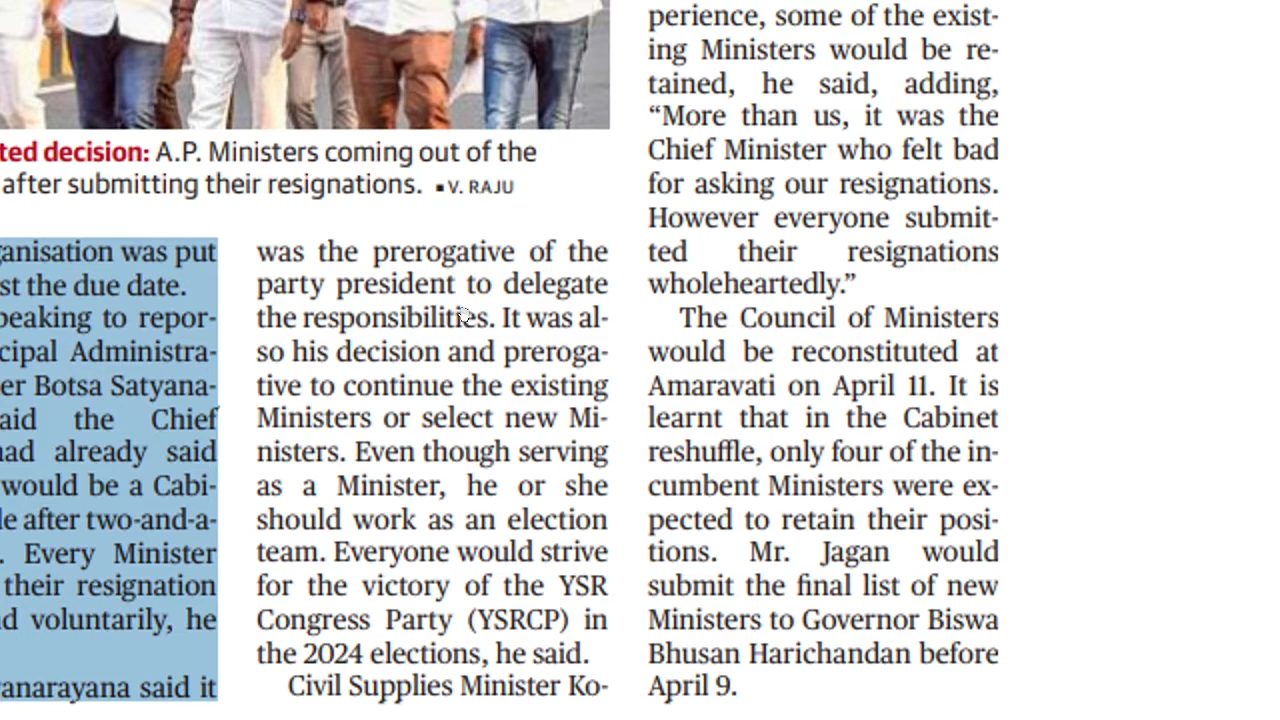 ted decision: A.P. Ministers coming out of the
after submitting their resignations. ▪V. RAJU
ganisation was put
st the due date.
peaking to repor-
cipal Administra-
er Botsa Satyana-
aid the Chief
had already said
would be a Cabi-
le after two-and-a-
. Every Minister
their resignation
d voluntarily, he
anarayana said it
was the prerogative of the
party president to delegate
the responsibilities. It was al-
so his decision and preroga-
tive to continue the existing
Ministers or select new Mi-
nisters. Even though serving
as a Minister, he or she
should work as an election
team. Everyone would strive
for the victory of the YSR
Congress Party (YSRCP) in
the 2024 elections, he said.
Civil Supplies Minister Ko-
perience, some of the exist-
ing Ministers would be re-
tained, he said, adding,
“More than us, it was the
Chief Minister who felt bad
for asking our resignations.
However everyone submit-
ted their resignations
wholeheartedly.”
The Council of Ministers
would be reconstituted at
Amaravati on April 11. It is
learnt that in the Cabinet
reshuffle, only four of the in-
cumbent Ministers were ex-
pected to retain their posi-
tions. Mr. Jagan would
submit the final list of new
Ministers to Governor Biswa
Bhusan Harichandan before
April 9.